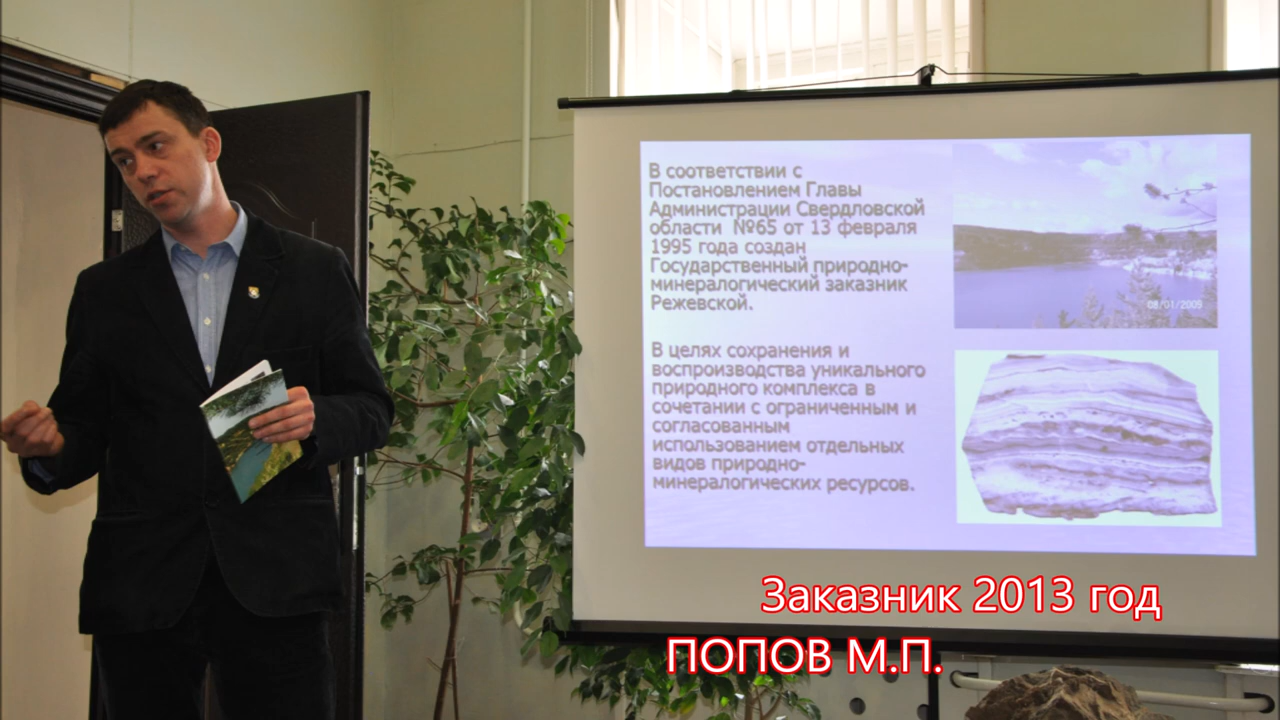 В соответствии с
Постановлением Главы
Администрации Свердловской
области №65 от 13 февраля
1995 года создан
Государственный природно-
минералогический заказник
Режевской.
В целях сохранения и
воспроизводства уникального
природного комплекса в
сочетании с ограниченным и
согласованным
использованием отдельных
видов природно-
минералогических ресурсов.
08/01/2009
Заказник 2013 год
ПОПОВ М.П.